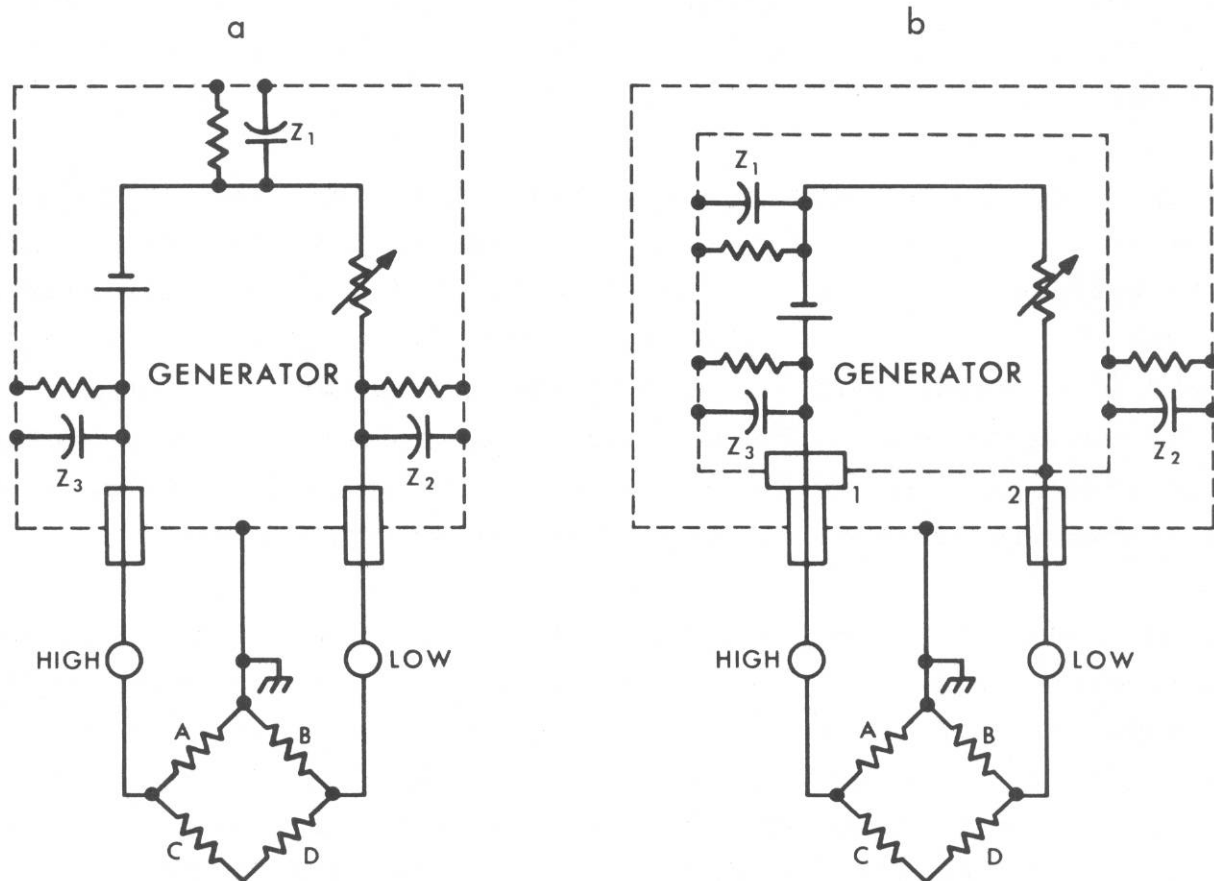 a
Z1
GENERATOR
Z3
Z2
HIGH
LOW
A
B
C
D
b
Z1
GENERATOR
Z3
Z2
1
2
HIGH
LOW
A
B
C
D